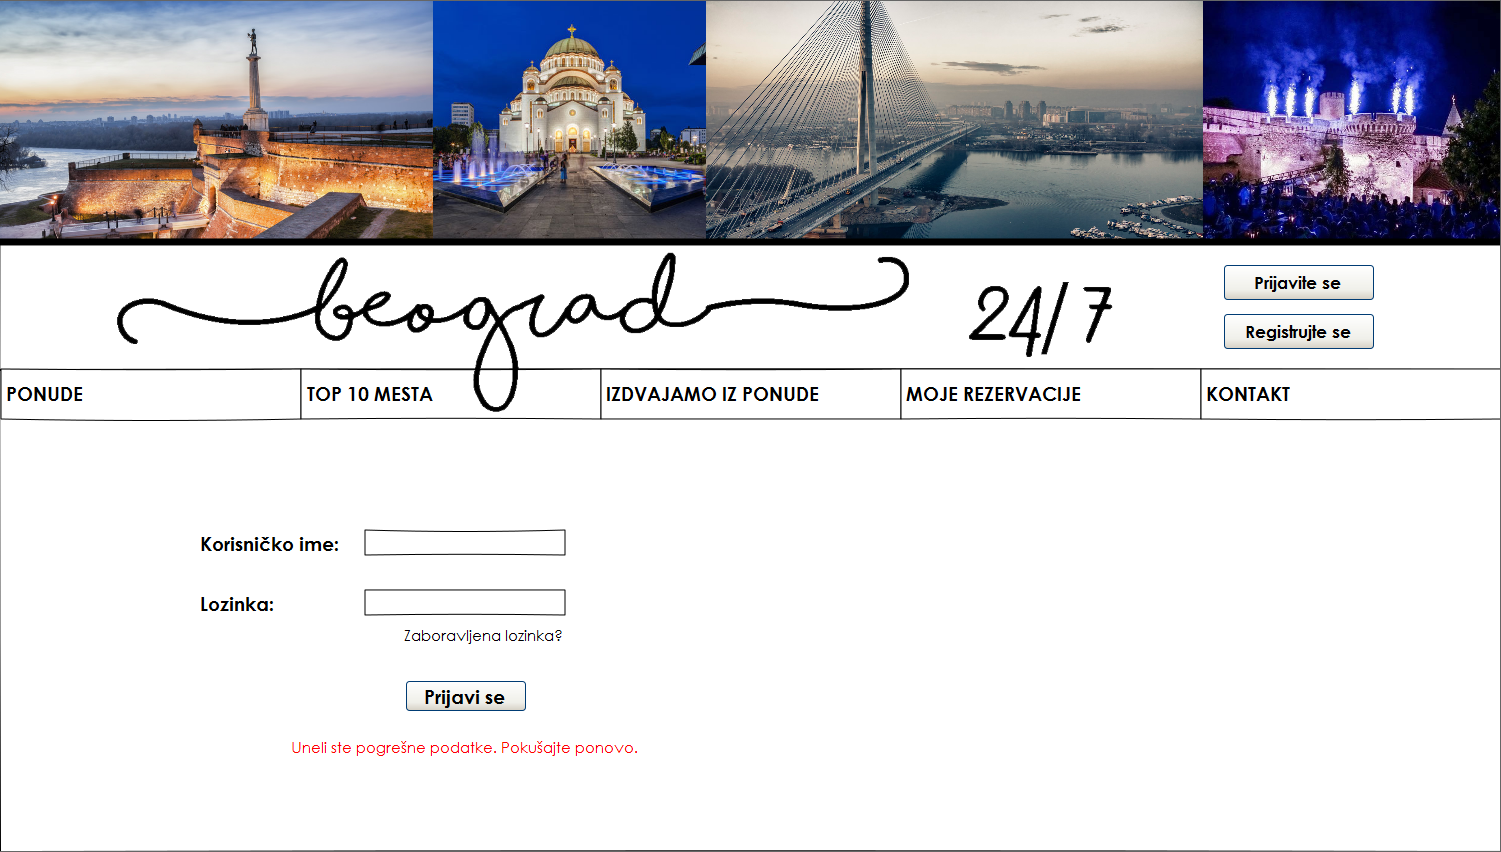 beograd 24/7
Prijavite se
Registrujte se
PONUDE
TOP 10 MESTA
IZDVAJAMO IZ PONUDE
MOJE REZERVACIJE
KONTAKT
Korisničko ime:
Lozinka:
Zaboravljena lozinka?
Prijavi se
Uneli ste pogrešne podatke. Pokušajte ponovo.